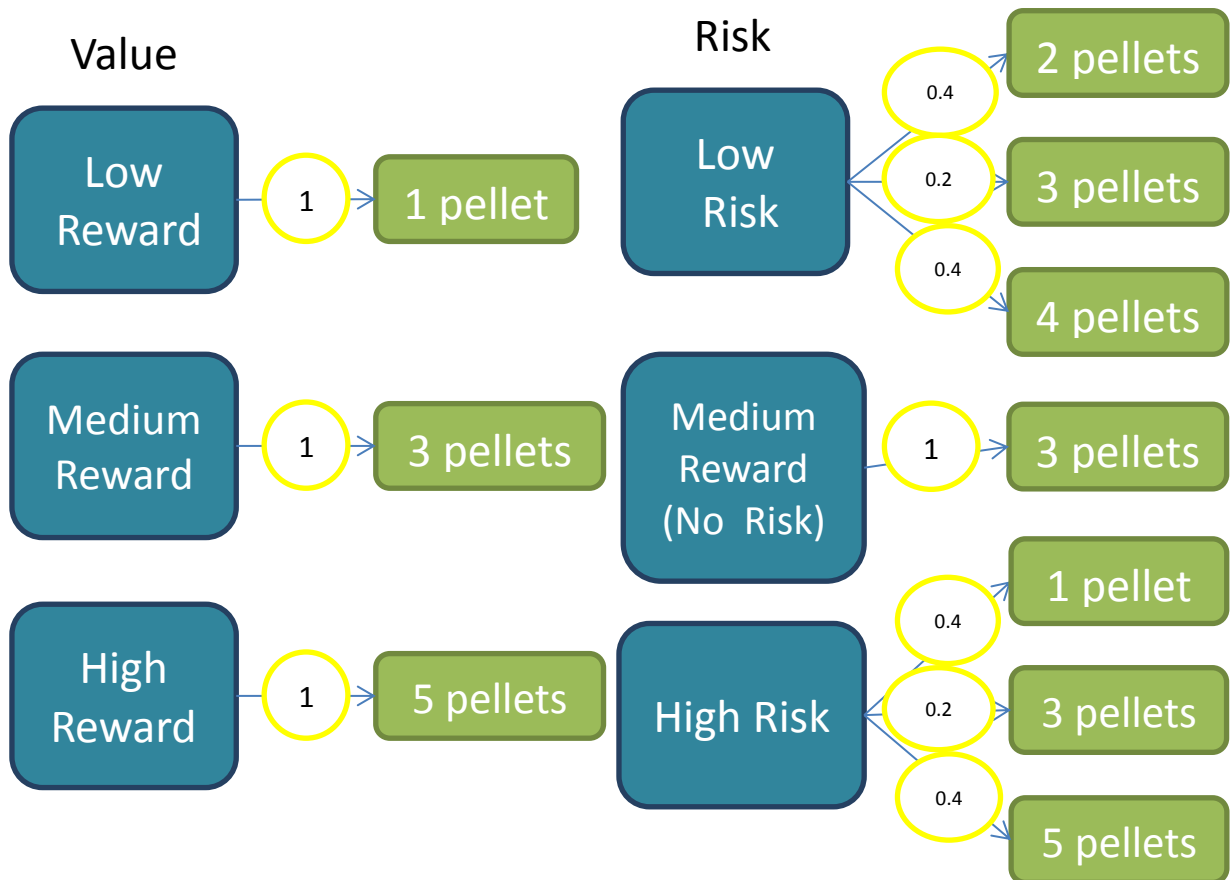 Value
Low
Reward
1
1 pellet
Medium
Reward
1
3 pellets
High
Reward
1
5 pellets
Risk
Low
Risk
0.4
2 pellets
0.2
3 pellets
0.4
4 pellets
Medium
Reward
(No Risk)
1
3 pellets
High Risk
0.4
1 pellet
0.2
3 pellets
0.4
5 pellets